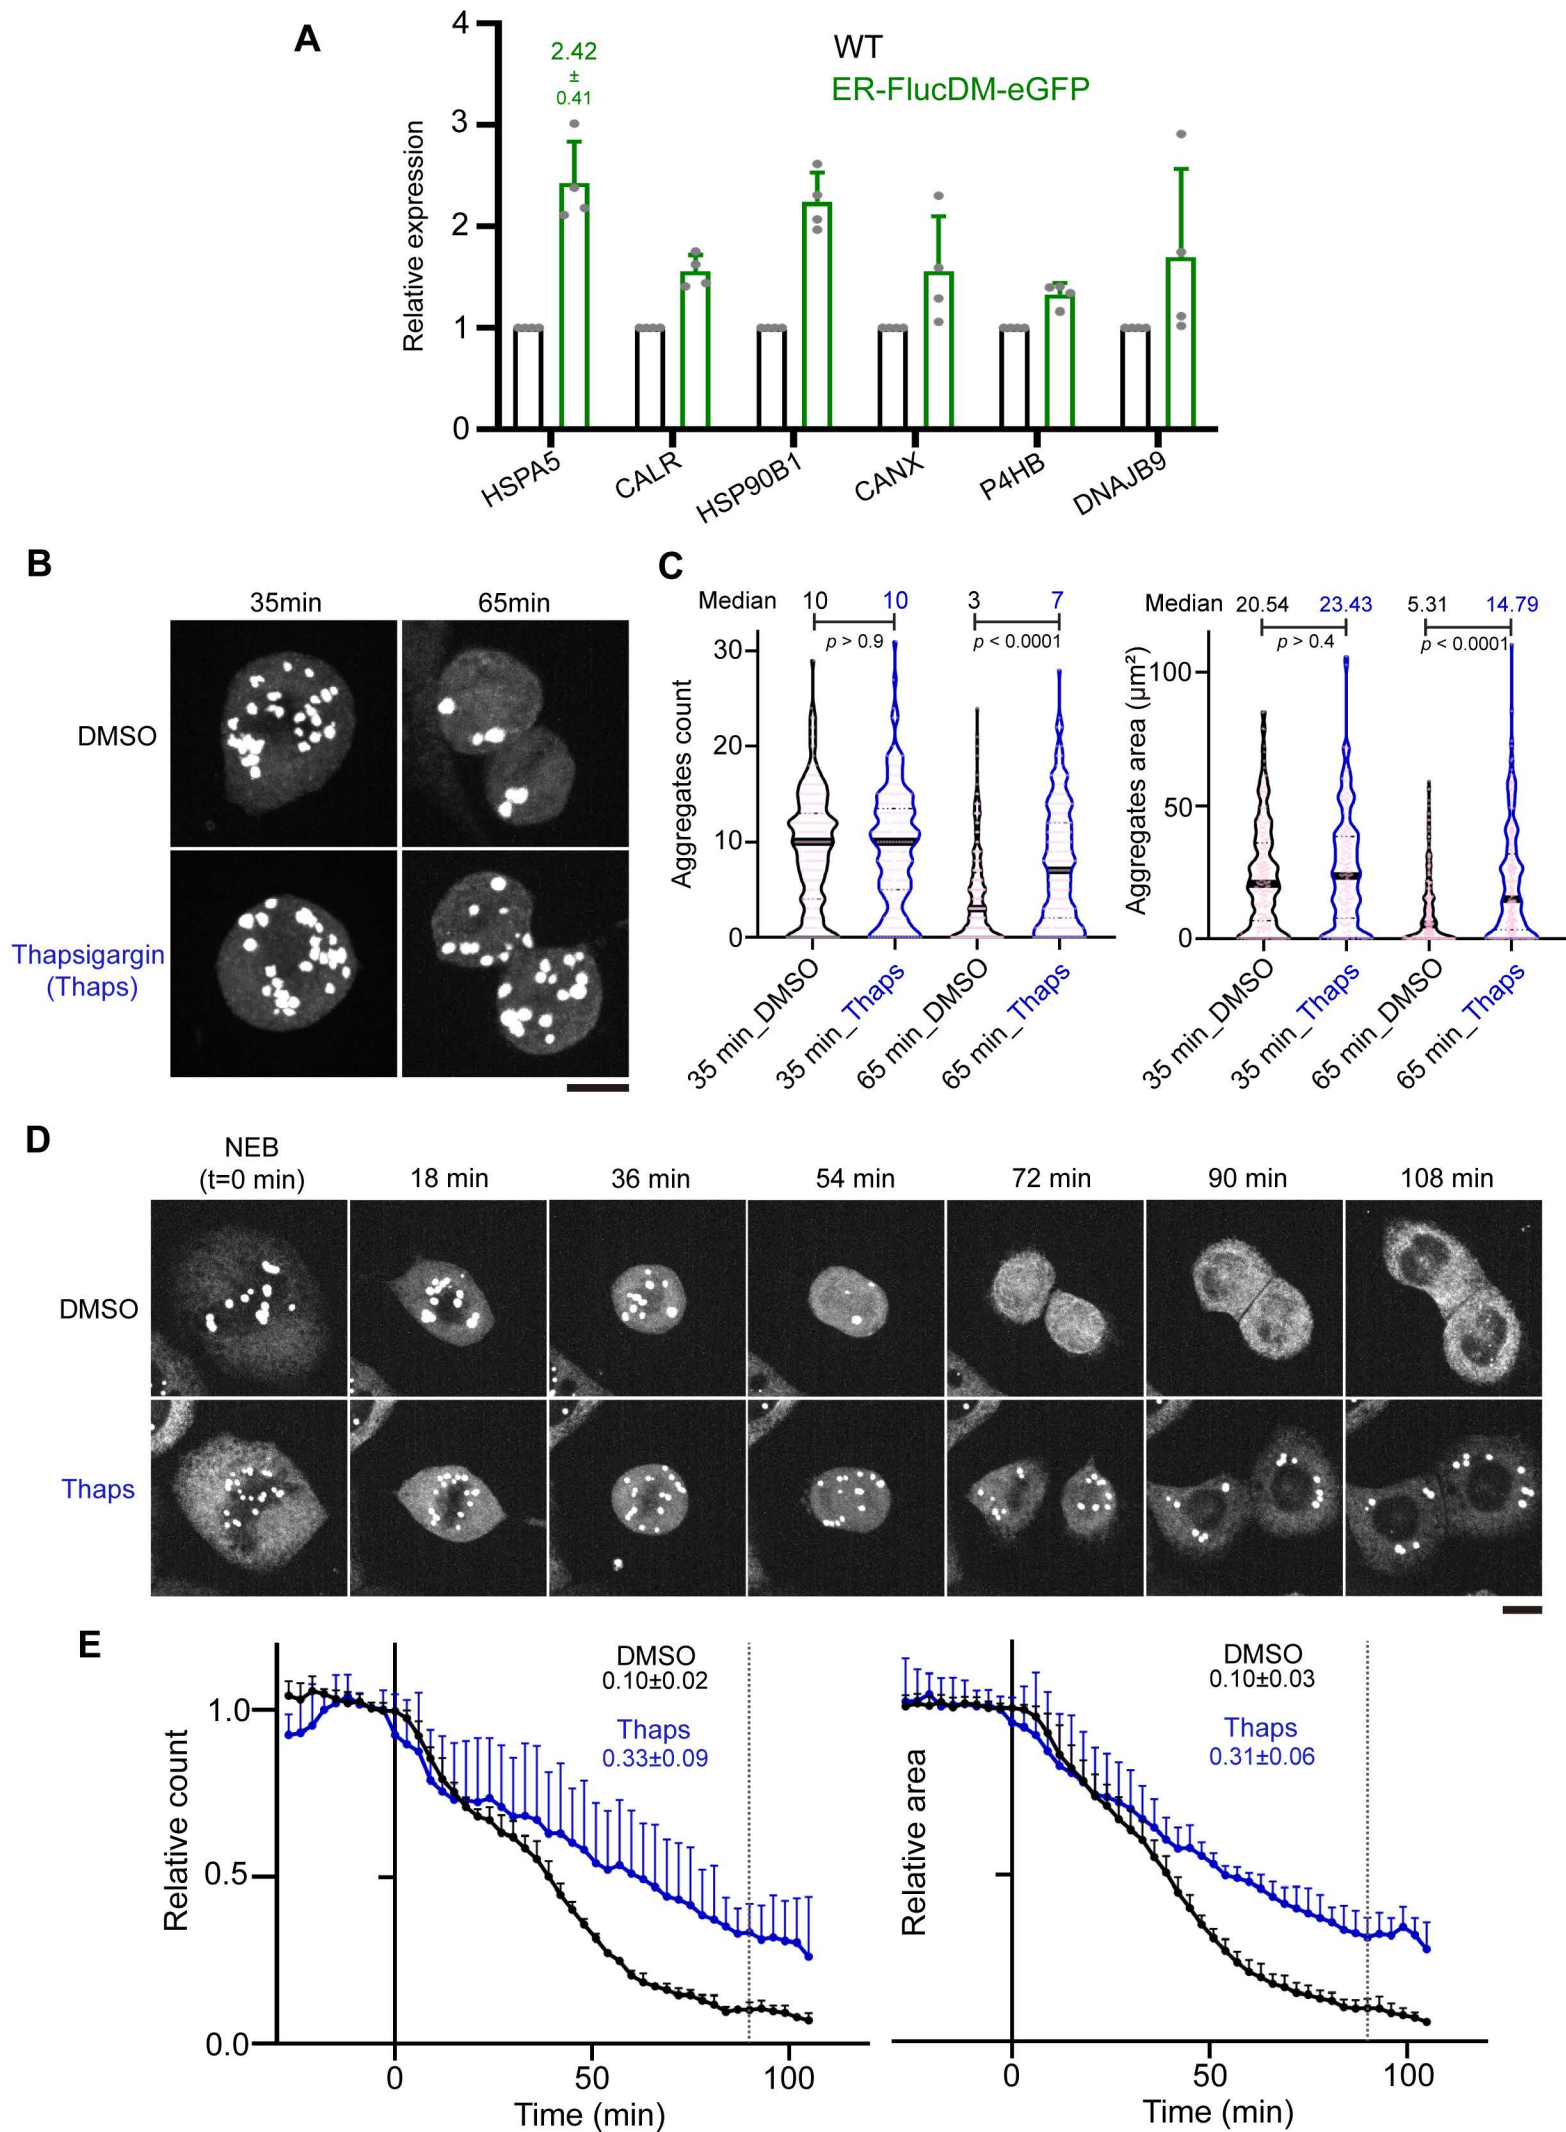 A
4
3
2
1
0
Relative expression
2.42
±
0.41
WT
ER-FlucDM-eGFP
HSPA5
CALR
HSP90B1
CANX
P4HB
DNAJB9
B
35min
65min
DMSO
Thapsigargin
(Thaps)
C
Median 10 10 3 7
p > 0.9 p < 0.0001
30
20
10
0
Aggregates count
35 min_DMSO
35 min_Thaps
65 min_DMSO
65 min_Thaps
Median 20.54 23.43 5.31 14.79
p > 0.4 p < 0.0001
100
50
0
Aggregates area (μm²)
35 min_DMSO
35 min_Thaps
65 min_DMSO
65 min_Thaps
D
NEB
(t=0 min)
18 min
36 min
54 min
72 min
90 min
108 min
DMSO
Thaps
E
1.0
0.5
0.0
Relative count
DMSO
0.10±0.02
Thaps
0.33±0.09
0 50 100
Time (min)
Relative area
DMSO
0.10±0.03
Thaps
0.31±0.06
0 50 100
Time (min)